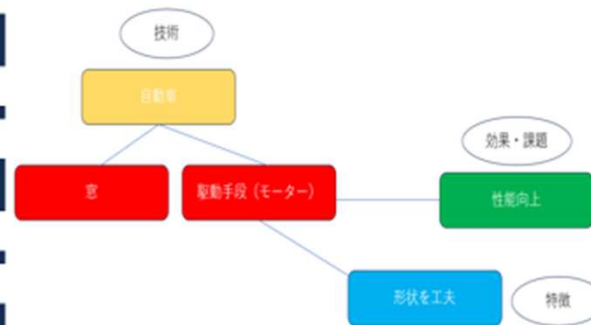 技術
自動車
効果・課題
窓
駆動手段（モーター）
性能向上
形状を工夫
特徴